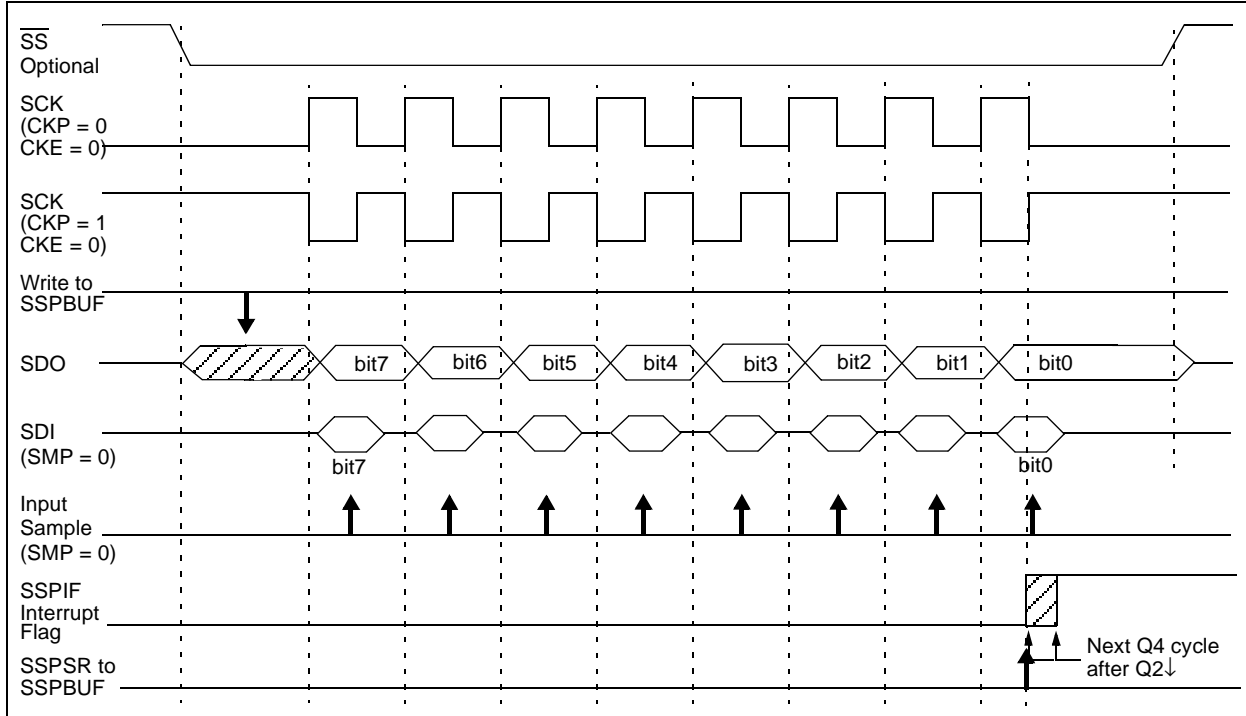 SS
Optional
SCK
(CKP = 0
CKE = 0)
SCK
(CKP = 1
CKE = 0)
Write to
SSPBUF
SDO
bit7 bit6 bit5 bit4 bit3 bit2 bit1 bit0
SDI
(SMP = 0)
bit7 bit0
Input
Sample
(SMP = 0)
SSPIF
Interrupt
Flag
SSPSR to
SSPBUF
Next Q4 cycle
after Q2↓